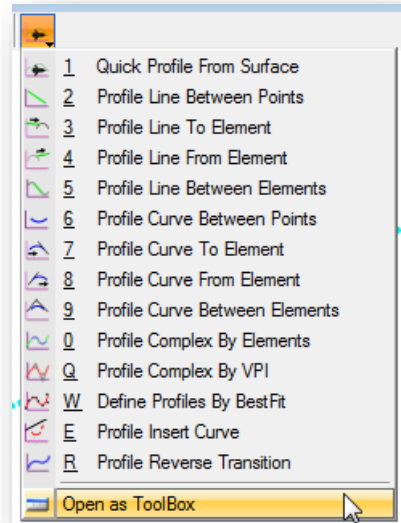 1 Quick Profile From Surface
2 Profile Line Between Points
3 Profile Line To Element
4 Profile Line From Element
5 Profile Line Between Elements
6 Profile Curve Between Points
7 Profile Curve To Element
8 Profile Curve From Element
9 Profile Curve Between Elements
0 Profile Complex By Elements
Q Profile Complex By VPI
W Define Profiles By BestFit
E Profile Insert Curve
R Profile Reverse Transition
Open as ToolBox